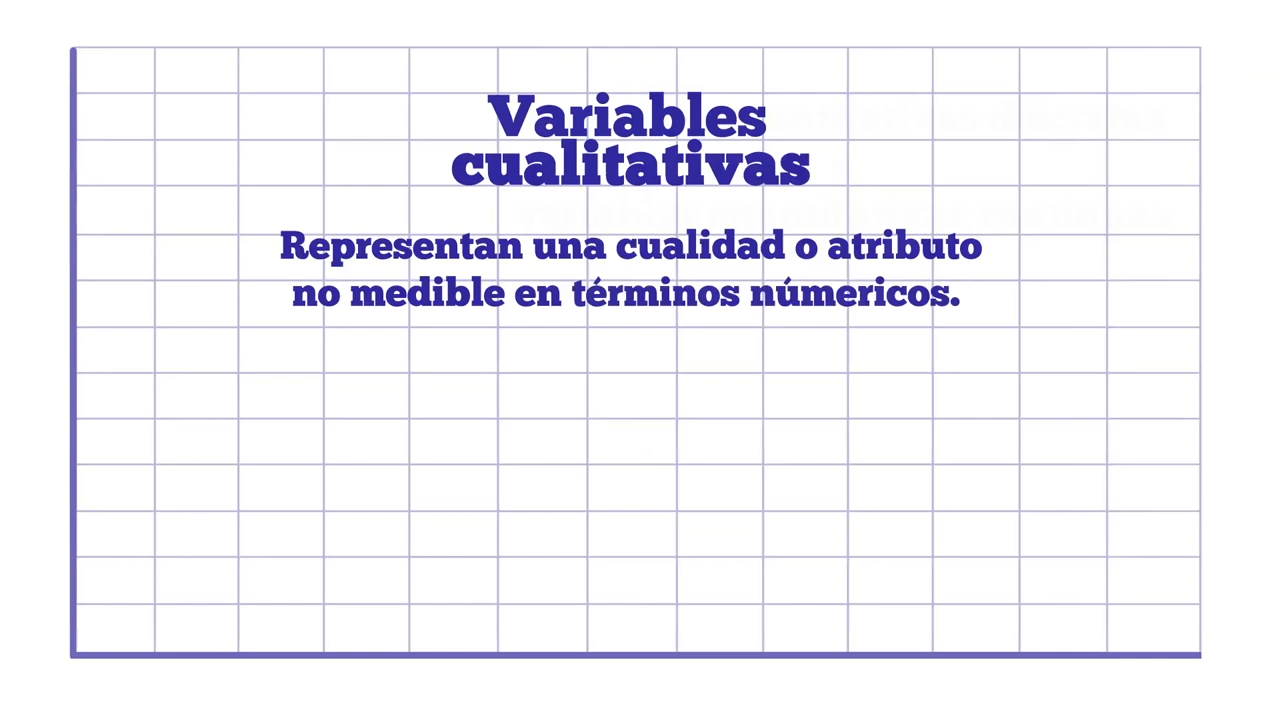 Variables
cualitativas
Representan una cualidad o atributo
no medible en términos númericos.